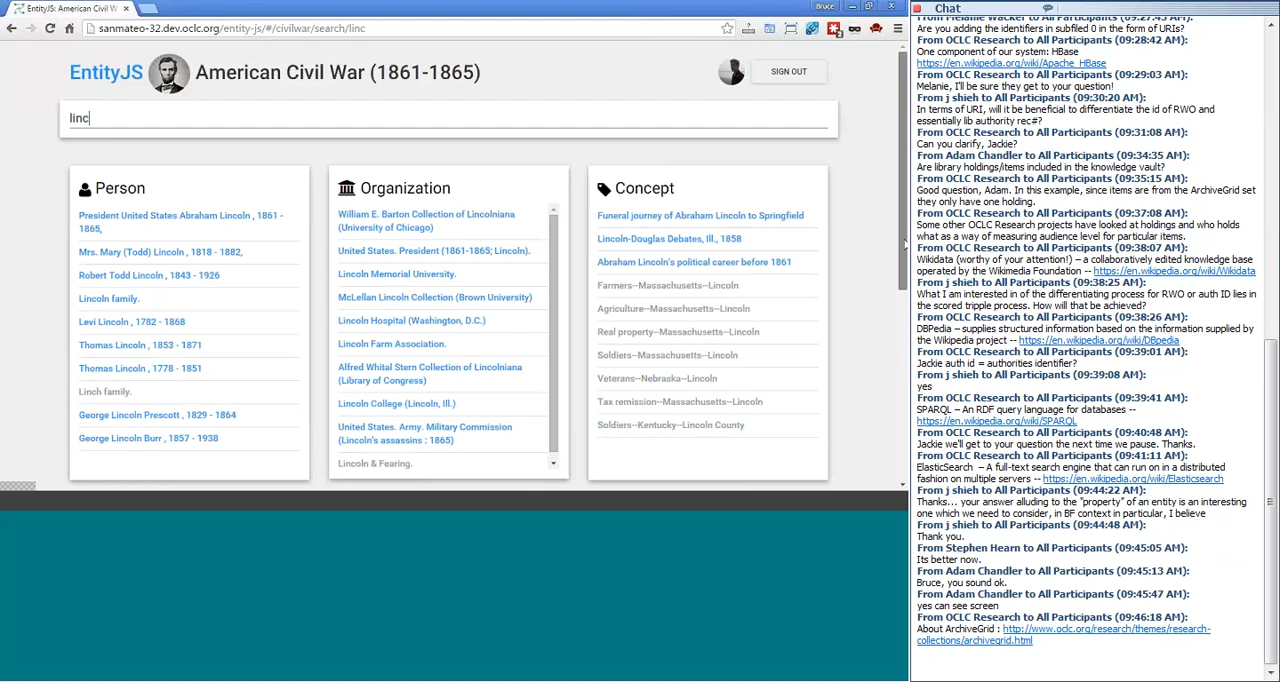 EntityJS: American Civil W
Bruce
sanmateo-32.dev.oclc.org/entity-js/#/civilwar/search/linc
EntityJS American Civil War (1861-1865)
SIGN OUT
linc
Person
President United States Abraham Lincoln , 1861 -
1865,
Mrs. Mary (Todd) Lincoln , 1818 - 1882,
Robert Todd Lincoln , 1843 - 1926
Lincoln family.
Levi Lincoln , 1782 - 1868
Thomas Lincoln , 1853 - 1871
Thomas Lincoln , 1778 - 1851
Linch family.
George Lincoln Prescott , 1829 - 1864
George Lincoln Burr , 1857 - 1938
Organization
William E. Barton Collection of Lincolniana
(University of Chicago)
United States. President (1861-1865; Lincoln).
Lincoln Memorial University.
McLellan Lincoln Collection (Brown University)
Lincoln Hospital (Washington, D.C.)
Lincoln Farm Association.
Alfred Whital Stern Collection of Lincolniana
(Library of Congress)
Lincoln College (Lincoln, Ill.)
United States. Army. Military Commission
(Lincoln's assassins : 1865)
Lincoln & Fearing.
Concept
Funeral journey of Abraham Lincoln to Springfield
Lincoln-Douglas Debates, Ill., 1858
Abraham Lincoln's political career before 1861
Farmers--Massachusetts--Lincoln
Agriculture--Massachusetts--Lincoln
Real property--Massachusetts--Lincoln
Soldiers--Massachusetts--Lincoln
Veterans--Nebraska--Lincoln
Tax remission--Massachusetts--Lincoln
Soldiers--Kentucky--Lincoln County
Chat
From Melanie Wacker to All Participants (09:27:43 AM):
Are you adding the identifiers in subfiled 0 in the form of URIs?
From OCLC Research to All Participants (09:28:42 AM):
One component of our system: HBase
https://en.wikipedia.org/wiki/Apache_HBase
From OCLC Research to All Participants (09:29:03 AM):
Melanie, I'll be sure they get to your question!
From j shieh to All Participants (09:30:20 AM):
In terms of URI, will it be beneficial to differentiate the id of RWO and
essentially lib authority rec#?
From OCLC Research to All Participants (09:31:08 AM):
Can you clarify, Jackie?
From Adam Chandler to All Participants (09:34:35 AM):
Are library holdings/items included in the knowledge vault?
From OCLC Research to All Participants (09:35:15 AM):
Good question, Adam. In this example, since items are from the ArchiveGrid set
they only have one holding.
From OCLC Research to All Participants (09:37:08 AM):
Some other OCLC Research projects have looked at holdings and who holds
what as a way of measuring audience level for particular items.
From OCLC Research to All Participants (09:38:07 AM):
Wikidata (worthy of your attention!) – a collaboratively edited knowledge base
operated by the Wikimedia Foundation -- https://en.wikipedia.org/wiki/Wikidata
From j shieh to All Participants (09:38:25 AM):
What I am interested in of the differentiating process for RWO or auth ID lies in
the scored tripple process. How will that be achieved?
From OCLC Research to All Participants (09:38:26 AM):
DBPedia – supplies structured information based on the information supplied by
the Wikipedia project -- https://en.wikipedia.org/wiki/DBpedia
From OCLC Research to All Participants (09:39:01 AM):
Jackie auth id = authorities identifier?
From j shieh to All Participants (09:39:08 AM):
yes
From OCLC Research to All Participants (09:39:41 AM):
SPARQL – An RDF query language for databases --
https://en.wikipedia.org/wiki/SPARQL
From OCLC Research to All Participants (09:40:48 AM):
Jackie we'll get to your question the next time we pause. Thanks.
From OCLC Research to All Participants (09:41:11 AM):
ElasticSearch – A full-text search engine that can run on in a distributed
fashion on multiple servers -- https://en.wikipedia.org/wiki/Elasticsearch
From j shieh to All Participants (09:44:22 AM):
Thanks... your answer alluding to the "property" of an entity is an interesting
one which we need to consider, in BF context in particular, I believe
From j shieh to All Participants (09:44:48 AM):
Thank you.
From Stephen Hearn to All Participants (09:45:05 AM):
Its better now.
From Adam Chandler to All Participants (09:45:13 AM):
Bruce, you sound ok.
From Adam Chandler to All Participants (09:45:47 AM):
yes can see screen
From OCLC Research to All Participants (09:46:18 AM):
About ArchiveGrid : http://www.oclc.org/research/themes/research-
collections/archivegrid.html